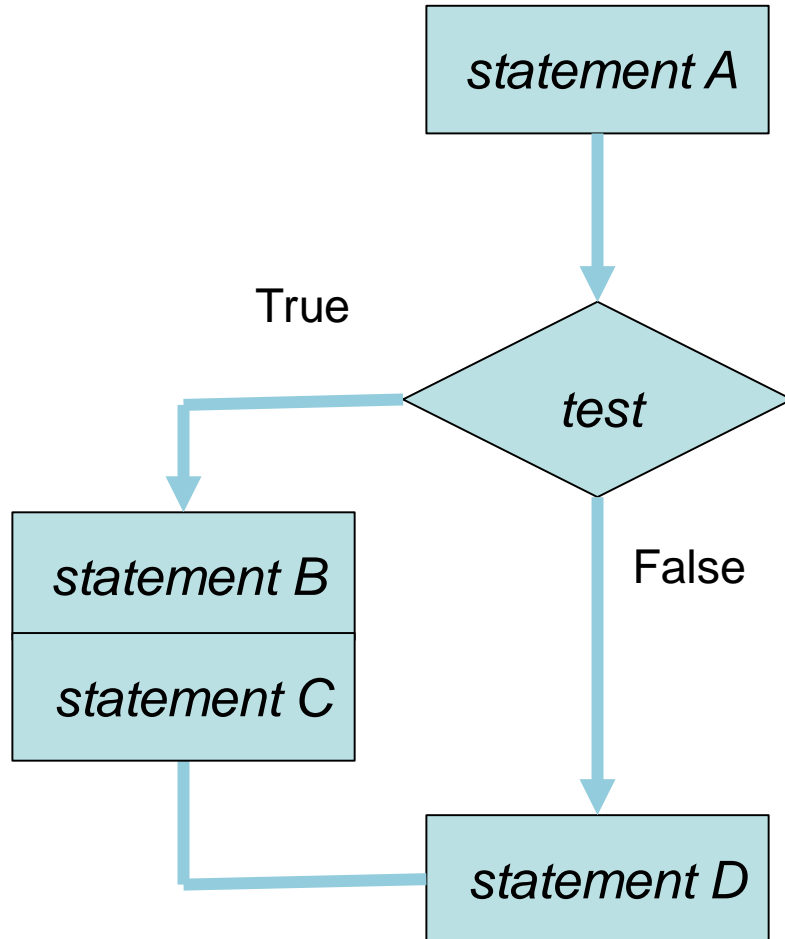 statement A
True
test
statement B
False
statement C
statement D